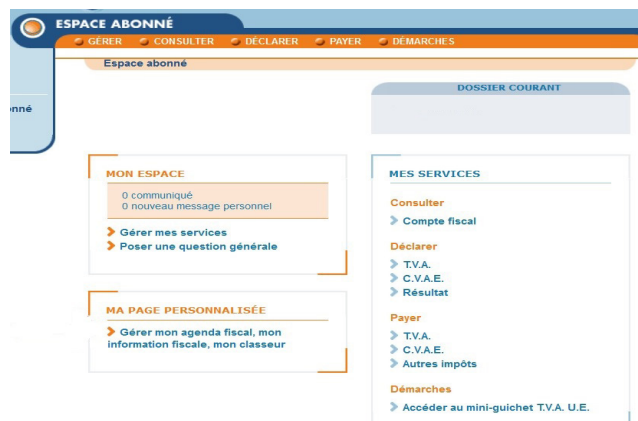 ESPACE ABONNÉ
GÉRER CONSULTER DÉCLARER PAYER DÉMARCHES
Espace abonné
DOSSIER COURANT
onné
MON ESPACE
0 communiqué
0 nouveau message personnel
Gérer mes services
Poser une question générale
MA PAGE PERSONNALISÉE
Gérer mon agenda fiscal, mon
information fiscale, mon classeur
MES SERVICES
Consulter
Compte fiscal
Déclarer
T.V.A.
C.V.A.E.
Résultat
Payer
T.V.A.
C.V.A.E.
Autres impôts
Démarches
Accéder au mini-guichet T.V.A. U.E.